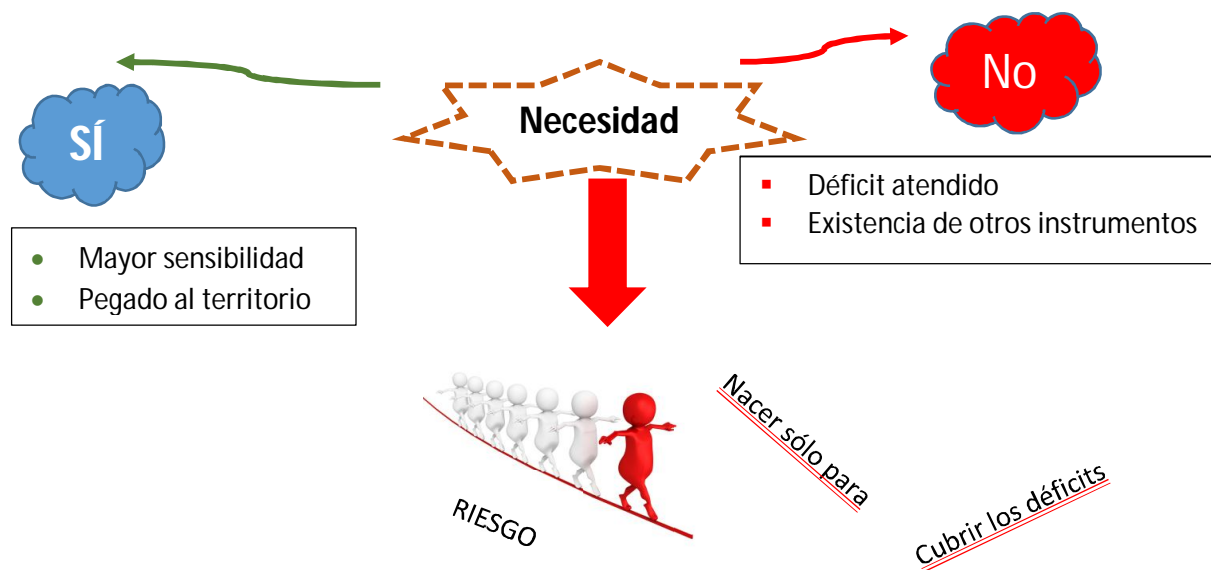 No
Necesidad
SÍ
Déficit atendido
Existencia de otros instrumentos
Mayor sensibilidad
Pegado al territorio
Nacer sólo para
RIESGO
Cubrir los déficits